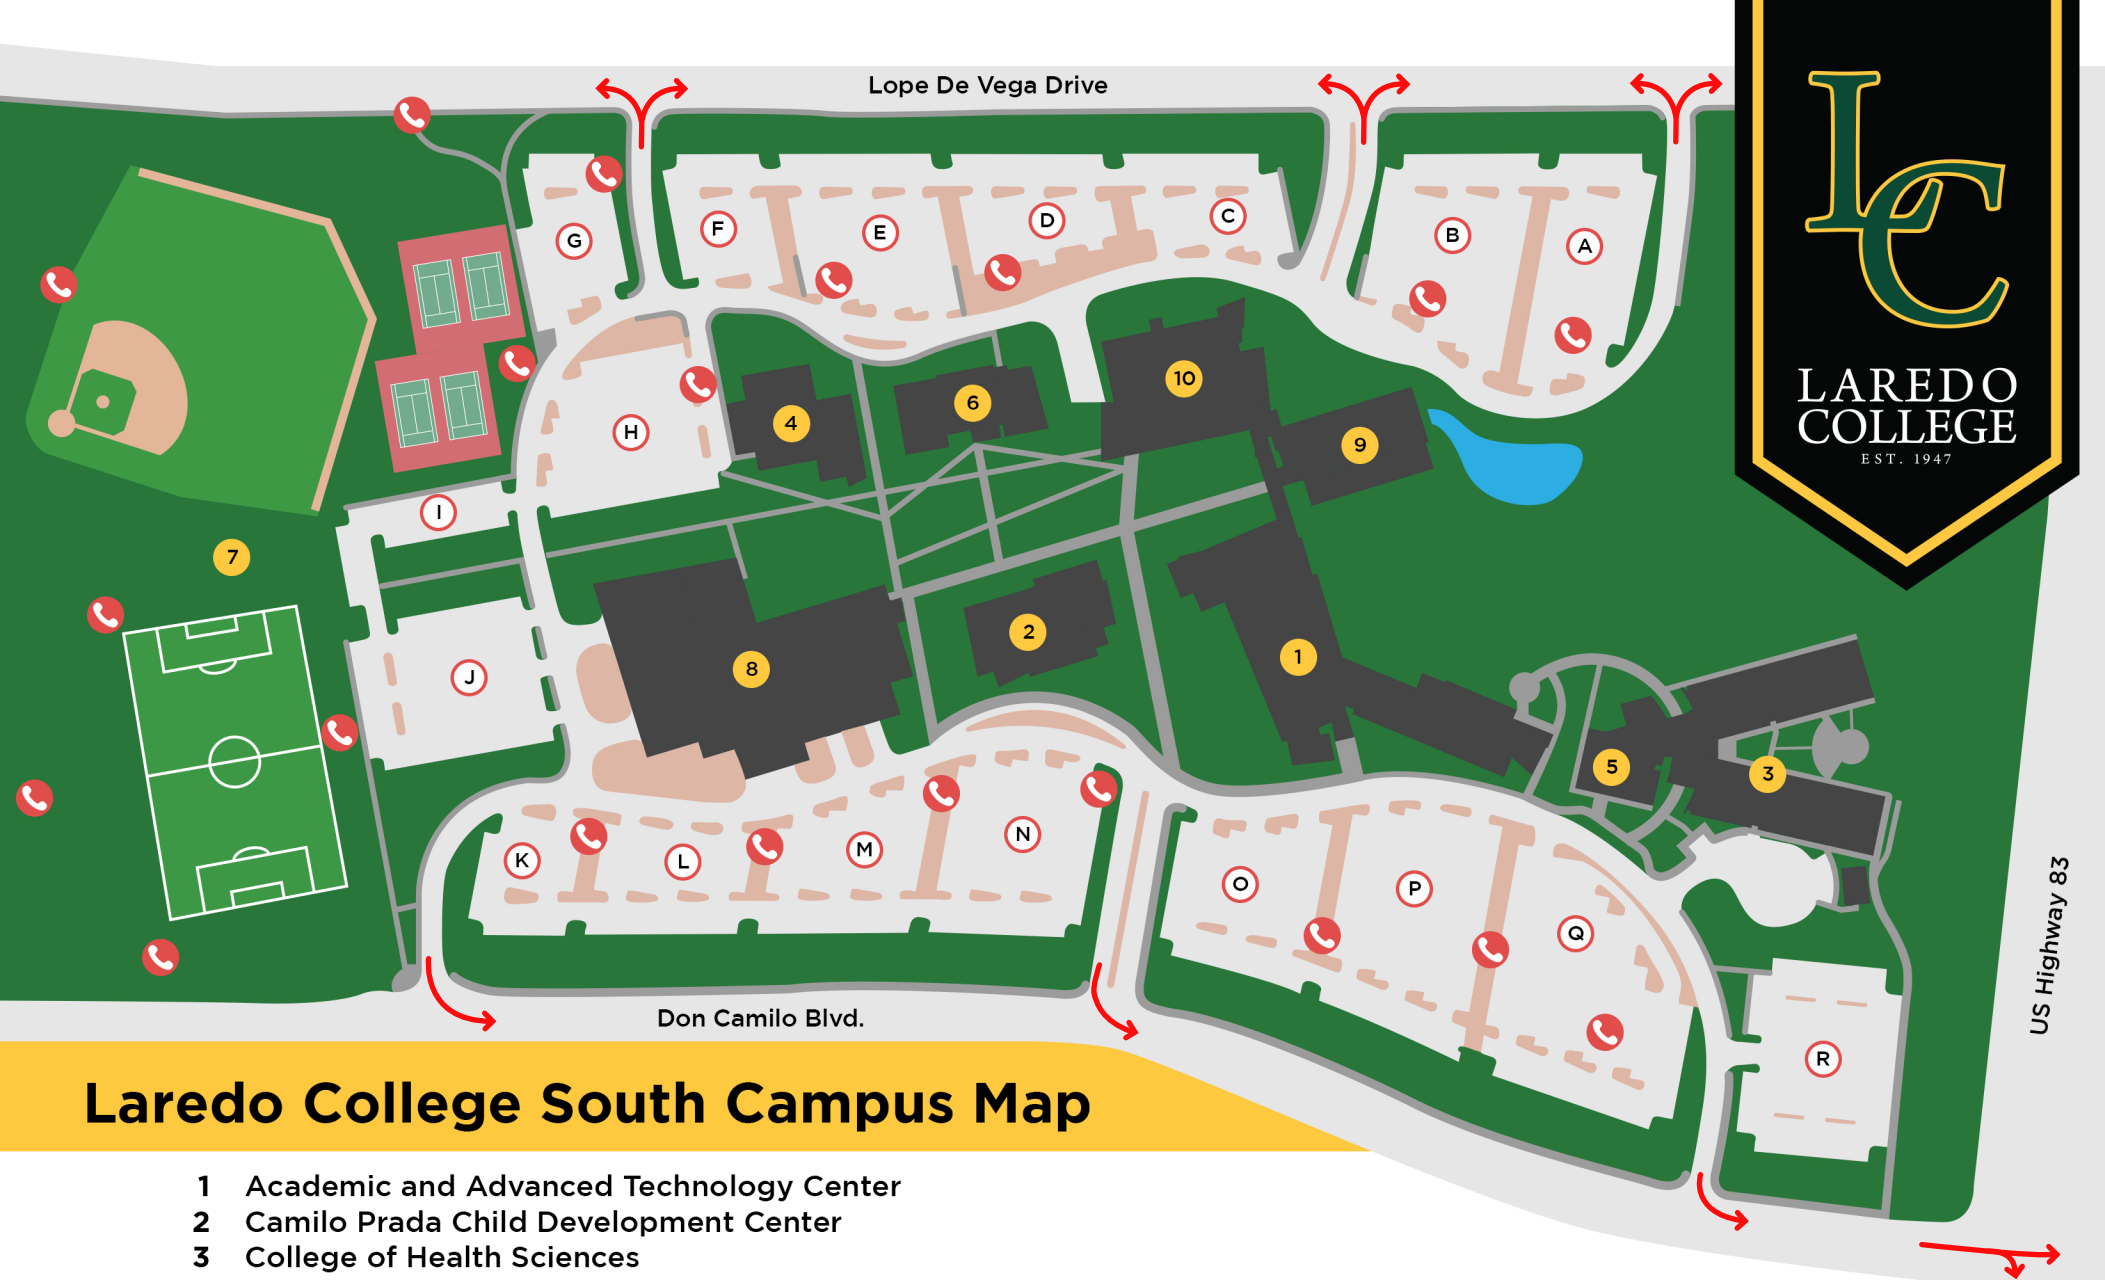 Lope De Vega Drive
LC
LAREDO
COLLEGE
EST. 1947
G
F
E
D
C
B
A
H
4
6
10
9
I
7
J
8
2
1
5
3
K
L
M
N
O
P
Q
R
US Highway 83
Don Camilo Blvd.
Laredo College South Campus Map
1 Academic and Advanced Technology Center
2 Camilo Prada Child Development Center
3 College of Health Sciences